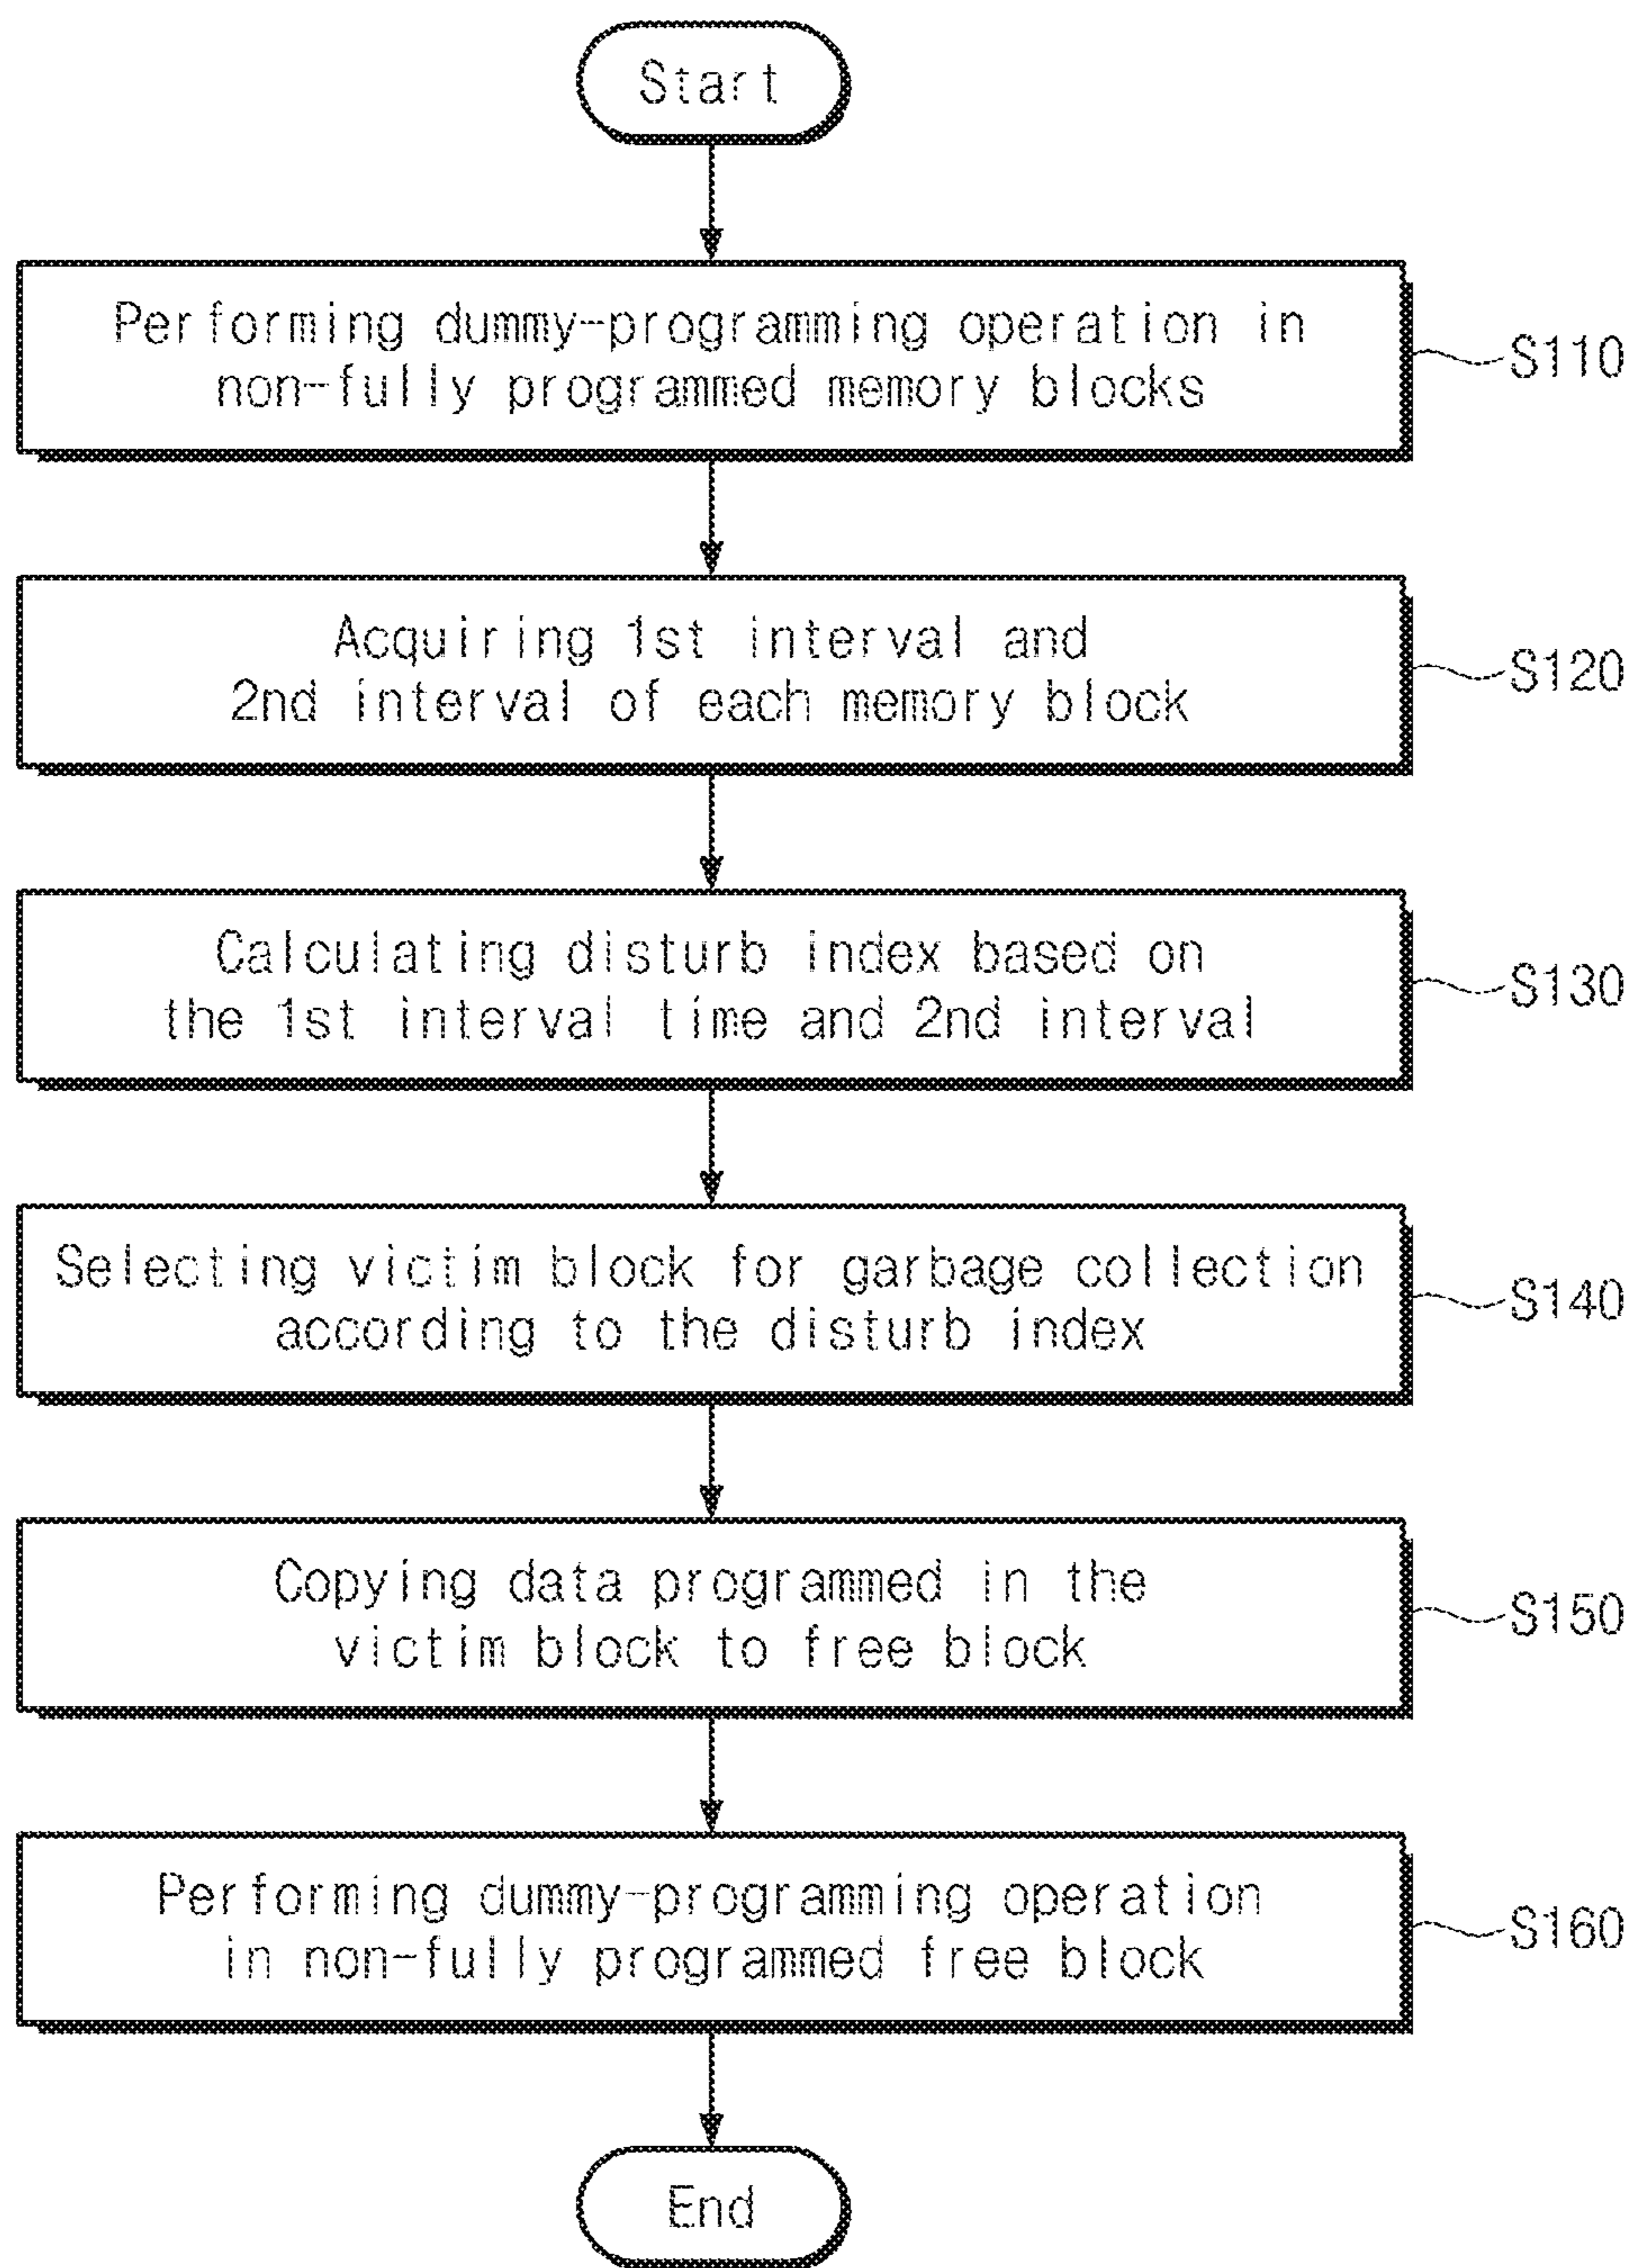 Start
Performing dummy-programming operation in
non-fully programmed memory blocks
S110
Acquiring 1st interval and
2nd interval of each memory block
S120
Calculating disturb index based on
the 1st interval time and 2nd interval
S130
Selecting victim block for garbage collection
according to the disturb index
S140
Copying data programmed in the
victim block to free block
S150
Performing dummy-programming operation
in non-fully programmed free block
S160
End